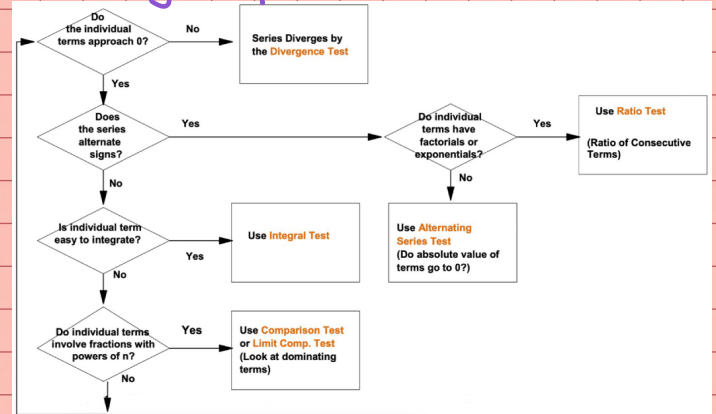 Do
the individual
terms approach 0?
No
Series Diverges by
the Divergence Test
Yes
Does
the series
alternate
signs?
Yes
Do individual
terms have
factorials or
exponentials?
Yes
Use Ratio Test
(Ratio of Consecutive
Terms)
No
No
Is individual term
easy to integrate?
Yes
Use Integral Test
Use Alternating
Series Test
(Do absolute value of
terms go to 0?)
No
Do individual terms
involve fractions with
powers of n?
Yes
Use Comparison Test
or Limit Comp. Test
(Look at dominating
terms)
No